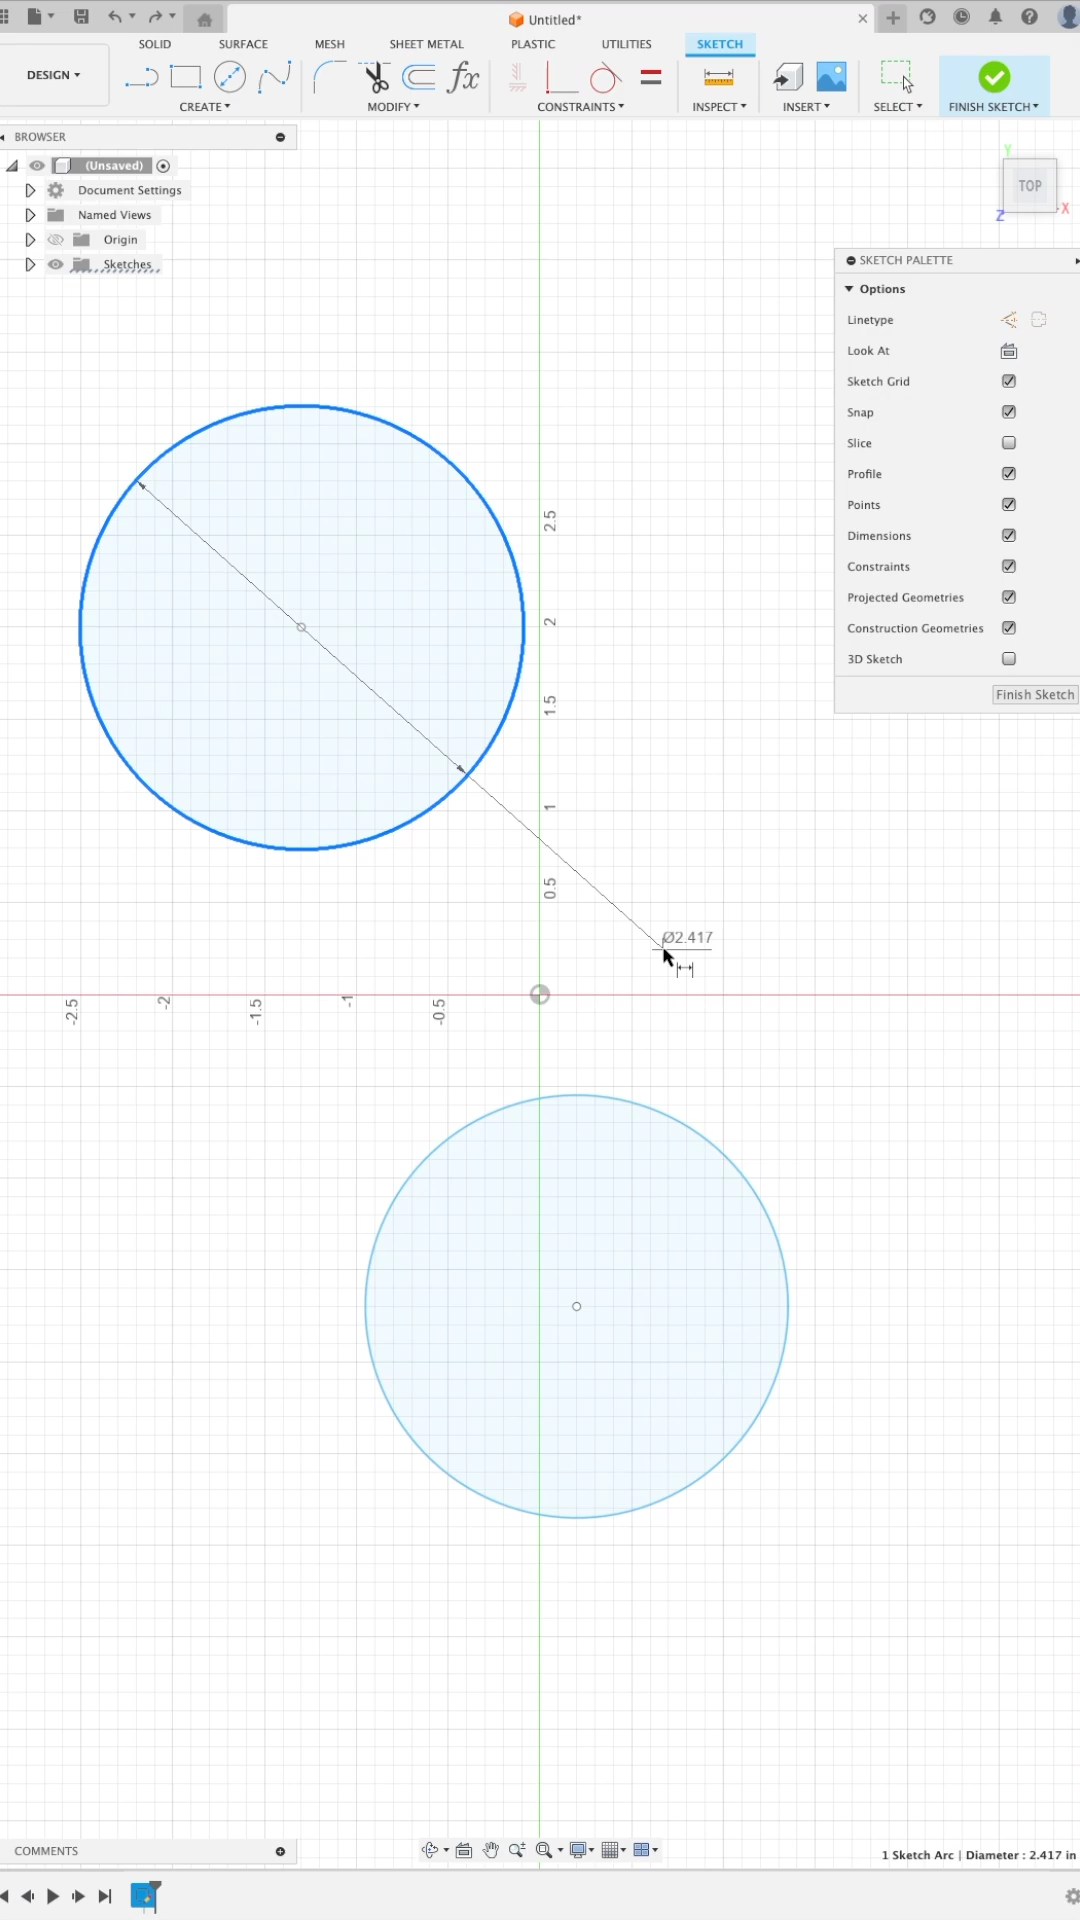 Untitled*
SOLID
SURFACE
MESH
SHEET METAL
PLASTIC
UTILITIES
SKETCH
DESIGN
fx
CREATE
MODIFY
CONSTRAINTS
INSPECT
INSERT
SELECT
FINISH SKETCH
BROWSER
(Unsaved)
Document Settings
Named Views
Origin
Sketches
Y
TOP
Z
X
SKETCH PALETTE
Options
Linetype
Look At
Sketch Grid
Snap
Slice
Profile
Points
Dimensions
Constraints
Projected Geometries
Construction Geometries
3D Sketch
Finish Sketch
2.5
2
1.5
1
0.5
Ø2.417
-2.5
-2
-1.5
-1
-0.5
COMMENTS
1 Sketch Arc | Diameter : 2.417 in